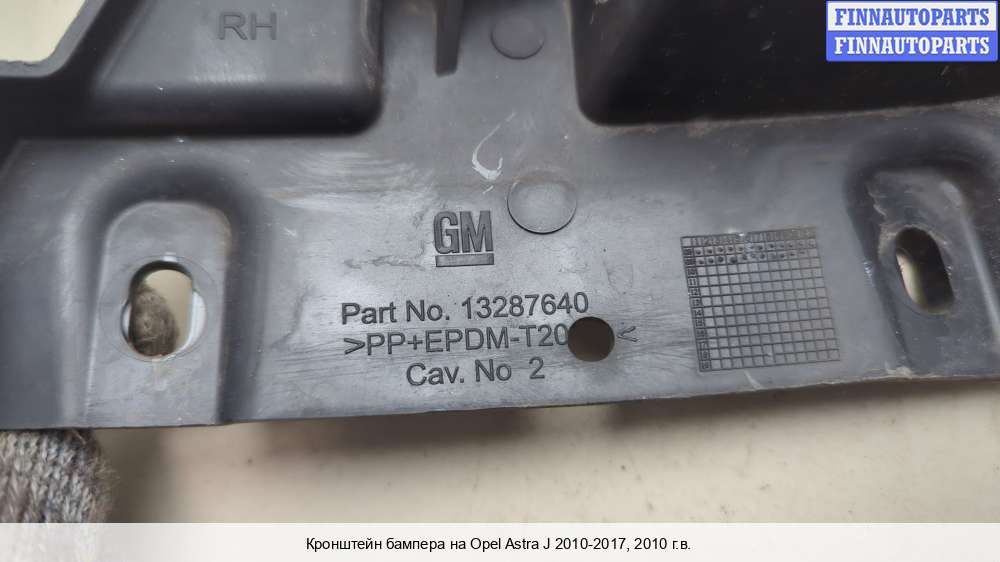 RH
FINNAUTOPARTS
FINNAUTOPARTS
GM
Part No. 13287640
>PP+EPDM-T20 <
Cav. No 2
Кронштейн бампера на Opel Astra J 2010-2017, 2010 г.в.